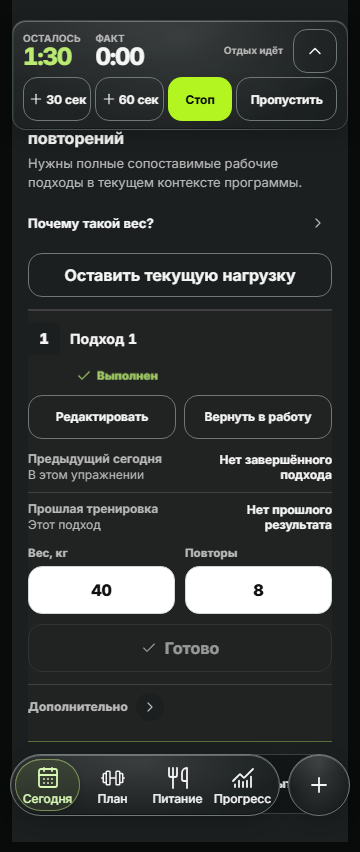 ОСТАЛОСЬ ФАКТ
1:30 0:00
Отдых идёт
+ 30 сек + 60 сек Стоп Пропустить
повторений
Нужны полные сопоставимые рабочие
подходы в текущем контексте программы.
Почему такой вес?
Оставить текущую нагрузку
1 Подход 1
Выполнен
Редактировать Вернуть в работу
Предыдущий сегодня Нет завершённого
В этом упражнении подхода
Прошлая тренировка Нет прошлого
Этот подход результата
Вес, кг Повторы
40 8
Готово
Дополнительно
Сегодня План Питание Прогресс +